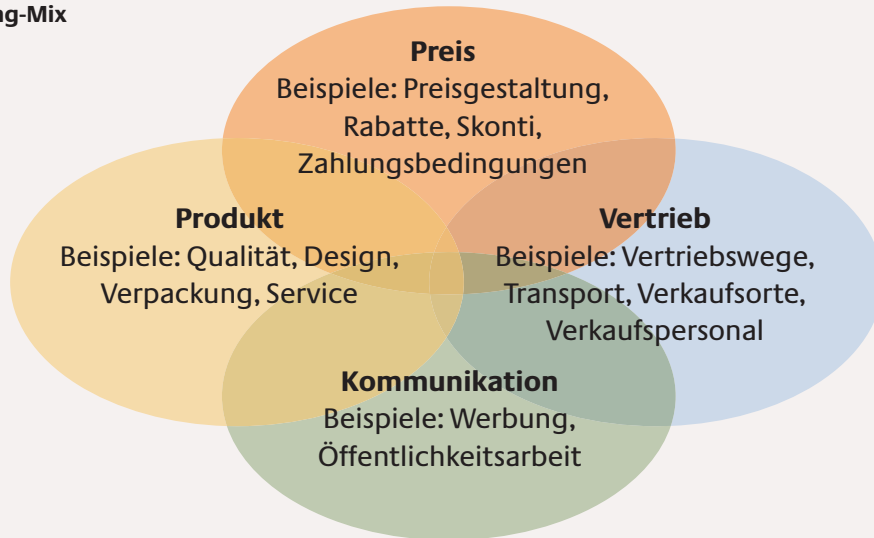 ng-Mix
Preis
Beispiele: Preisgestaltung,
Rabatte, Skonti,
Zahlungsbedingungen
Produkt
Beispiele: Qualität, Design,
Verpackung, Service
Vertrieb
Beispiele: Vertriebswege,
Transport, Verkaufsorte,
Verkaufspersonal
Kommunikation
Beispiele: Werbung,
Öffentlichkeitsarbeit